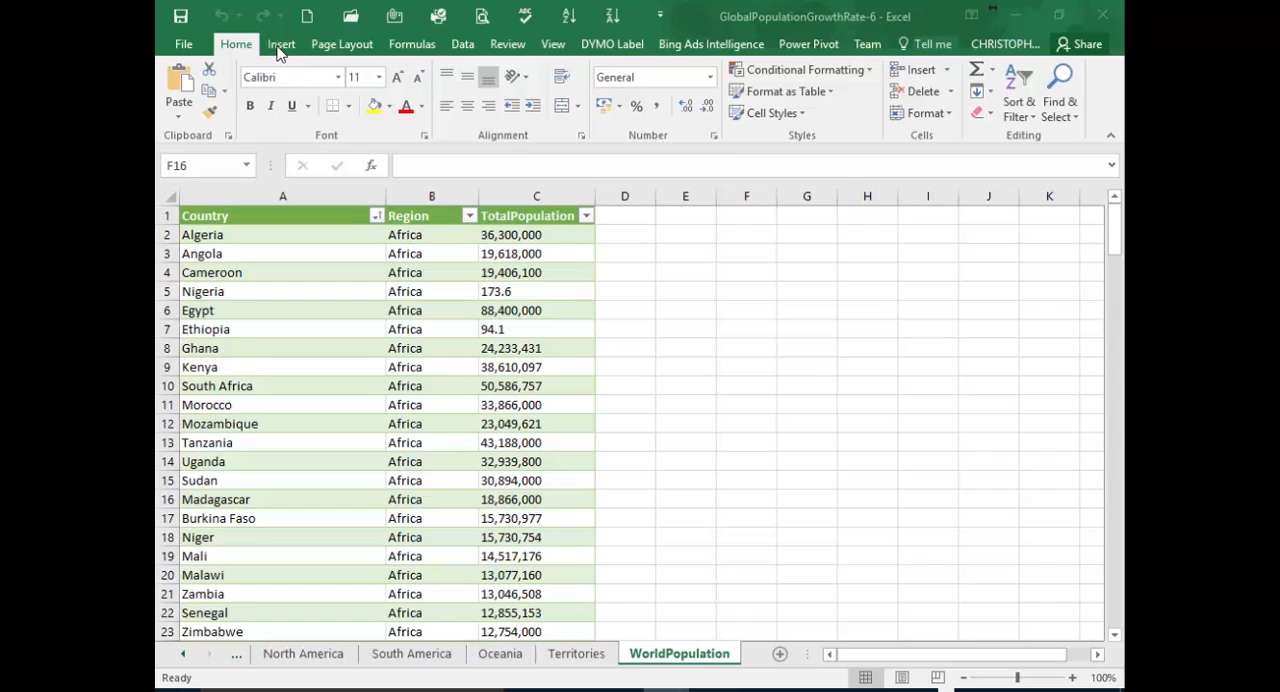 GlobalPopulationGrowthRate-6 - Excel
File Home Insert Page Layout Formulas Data Review View DYMO Label Bing Ads Intelligence Power Pivot Team Tell me CHRISTOPH... Share
Paste
Calibri 11
B I U
General
% ,
Conditional Formatting
Format as Table
Cell Styles
Insert
Delete
Format
Sort & Filter
Find & Select
Clipboard Font Alignment Number Styles Cells Editing
F16 fx
A B C D E F G H I J K
1 Country Region TotalPopulation
2 Algeria Africa 36,300,000
3 Angola Africa 19,618,000
4 Cameroon Africa 19,406,100
5 Nigeria Africa 173.6
6 Egypt Africa 88,400,000
7 Ethiopia Africa 94.1
8 Ghana Africa 24,233,431
9 Kenya Africa 38,610,097
10 South Africa Africa 50,586,757
11 Morocco Africa 33,866,000
12 Mozambique Africa 23,049,621
13 Tanzania Africa 43,188,000
14 Uganda Africa 32,939,800
15 Sudan Africa 30,894,000
16 Madagascar Africa 18,866,000
17 Burkina Faso Africa 15,730,977
18 Niger Africa 15,730,754
19 Mali Africa 14,517,176
20 Malawi Africa 13,077,160
21 Zambia Africa 13,046,508
22 Senegal Africa 12,855,153
23 Zimbabwe Africa 12,754,000
... North America South America Oceania Territories WorldPopulation
Ready 100%